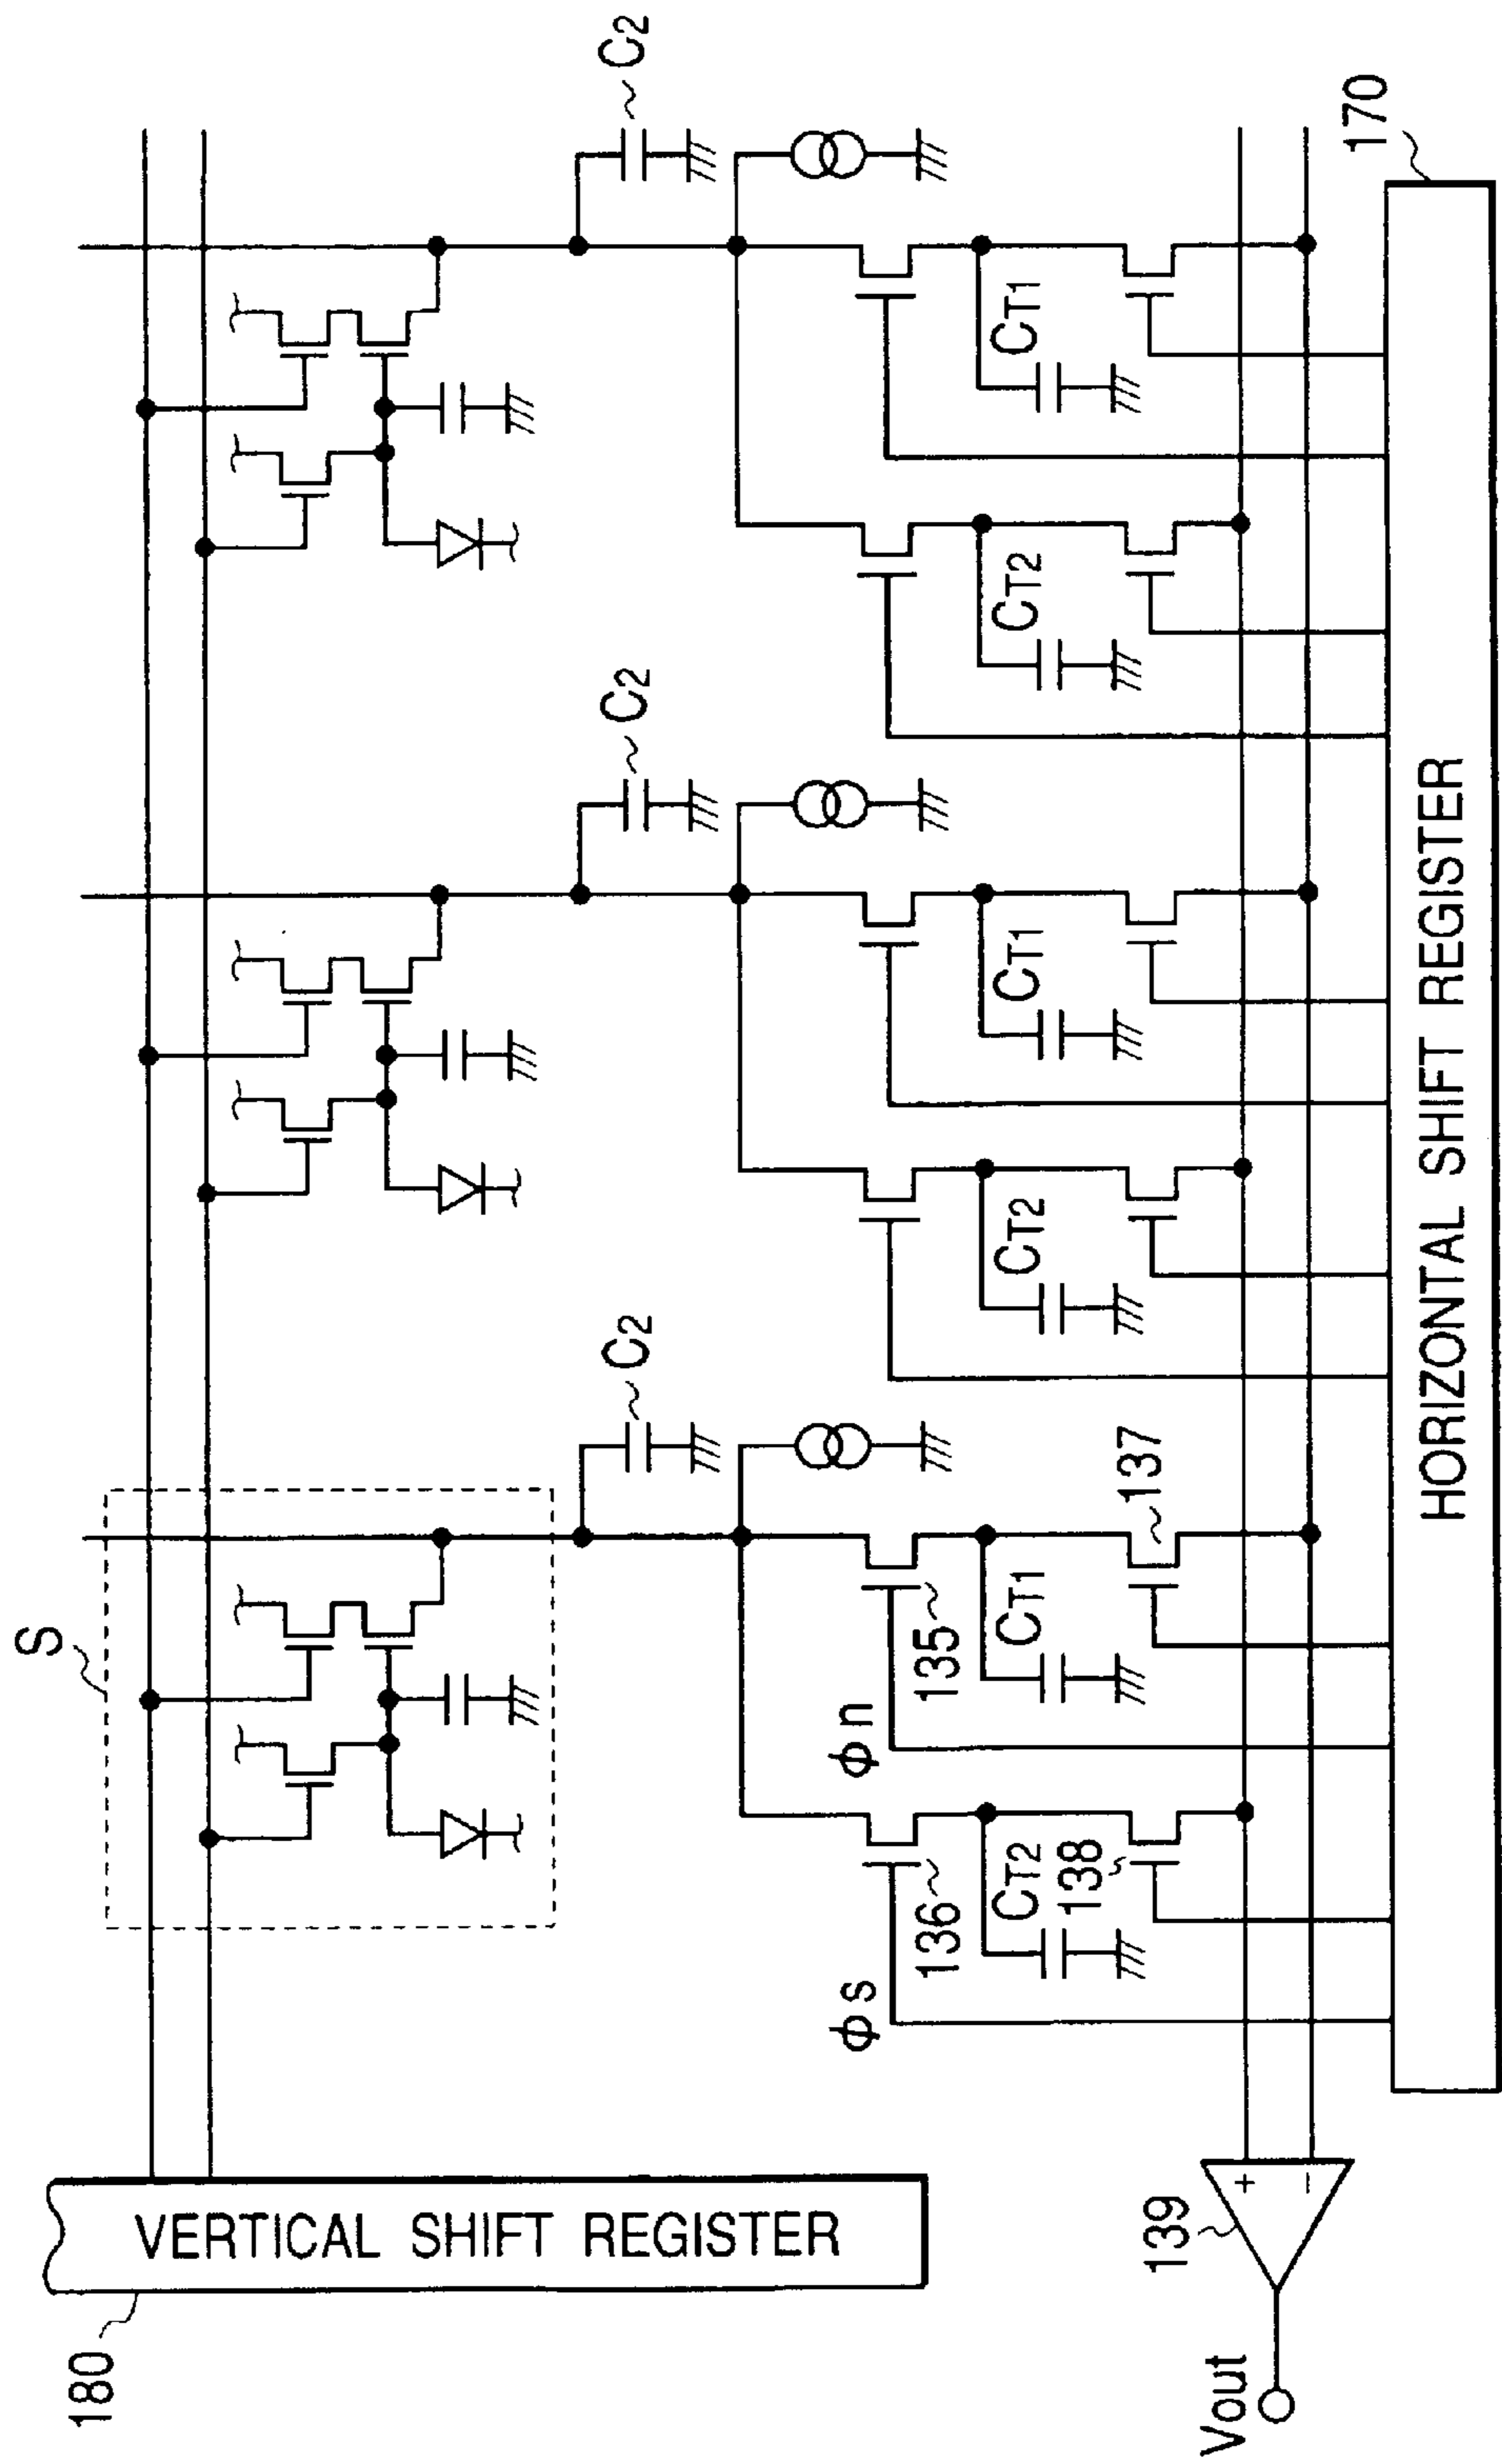 S
C2
C2
C2
180
VERTICAL SHIFT REGISTER
ϕs
ϕn
136
135
CT2
CT1
138
137
CT2
CT1
CT2
CT1
139
+
−
Vout
HORIZONTAL SHIFT REGISTER
170